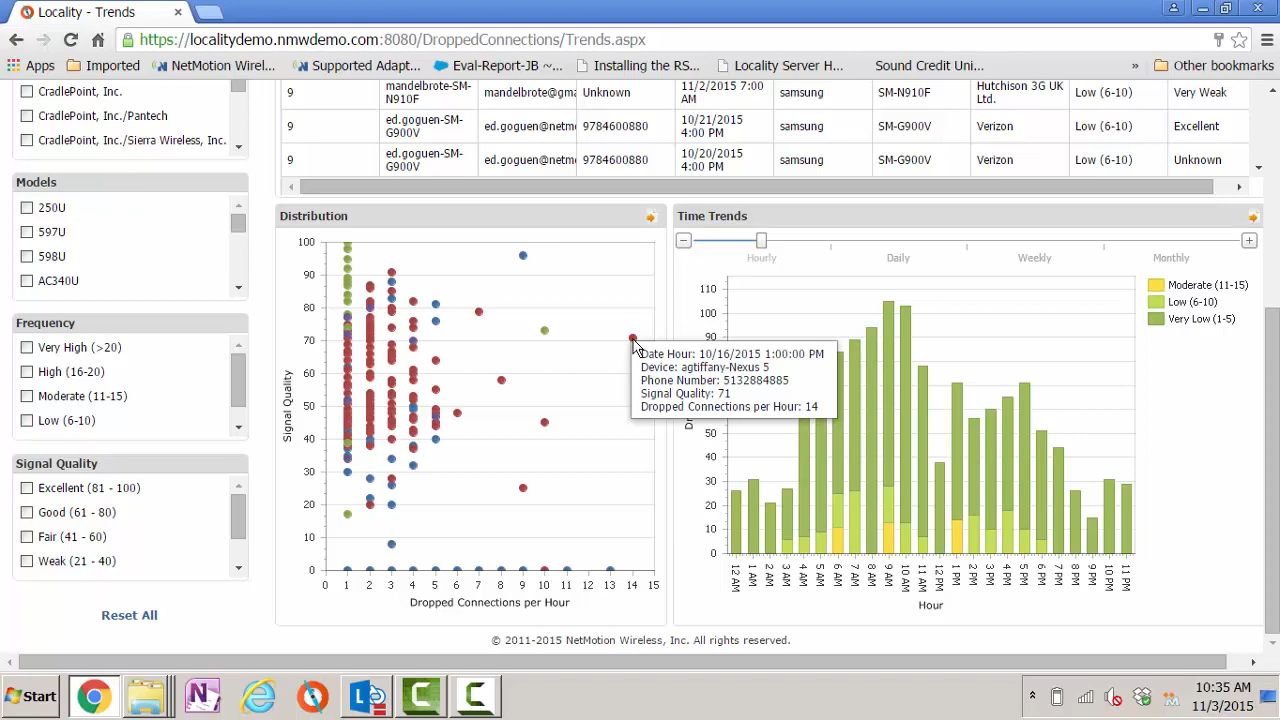 Locality - Trends
https://localitydemo.nmwdemo.com:8080/DroppedConnections/Trends.aspx
Apps Imported NetMotion Wirel... Supported Adapt... Eval-Report-JB ~... Installing the RS... Locality Server H... Sound Credit Uni... » Other bookmarks
CradlePoint, Inc.
CradlePoint, Inc./Pantech
CradlePoint, Inc./Sierra Wireless, Inc.
Models
250U
597U
598U
AC340U
Frequency
Very High (>20)
High (16-20)
Moderate (11-15)
Low (6-10)
Signal Quality
Excellent (81 - 100)
Good (61 - 80)
Fair (41 - 60)
Weak (21 - 40)
Reset All
9 mandelbrote-SM- mandelbrote@gma Unknown 11/2/2015 7:00 samsung SM-N910F Hutchison 3G UK Low (6-10) Very Weak
N910F AM Ltd.
9 ed.goguen-SM- ed.goguen@netmo 9784600880 10/21/2015 samsung SM-G900V Verizon Low (6-10) Excellent
G900V 4:00 PM
9 ed.goguen-SM- ed.goguen@netmo 9784600880 10/20/2015 samsung SM-G900V Verizon Low (6-10) Unknown
G900V 4:00 PM
Distribution
100
90
80
70
60
50
40
30
20
10
0
Signal Quality
0 1 2 3 4 5 6 7 8 9 10 11 12 13 14 15
Dropped Connections per Hour
Date Hour: 10/16/2015 1:00:00 PM
Device: agtiffany-Nexus 5
Phone Number: 5132884885
Signal Quality: 71
Dropped Connections per Hour: 14
Time Trends
Hourly Daily Weekly Monthly
110
100
90
50
40
30
20
10
0
12 AM 1 AM 2 AM 3 AM 4 AM 5 AM 6 AM 7 AM 8 AM 9 AM 10 AM 11 AM 12 PM 1 PM 2 PM 3 PM 4 PM 5 PM 6 PM 7 PM 8 PM 9 PM 10 PM 11 PM
Hour
Moderate (11-15)
Low (6-10)
Very Low (1-5)
© 2011-2015 NetMotion Wireless, Inc. All rights reserved.
Start
10:35 AM
11/3/2015